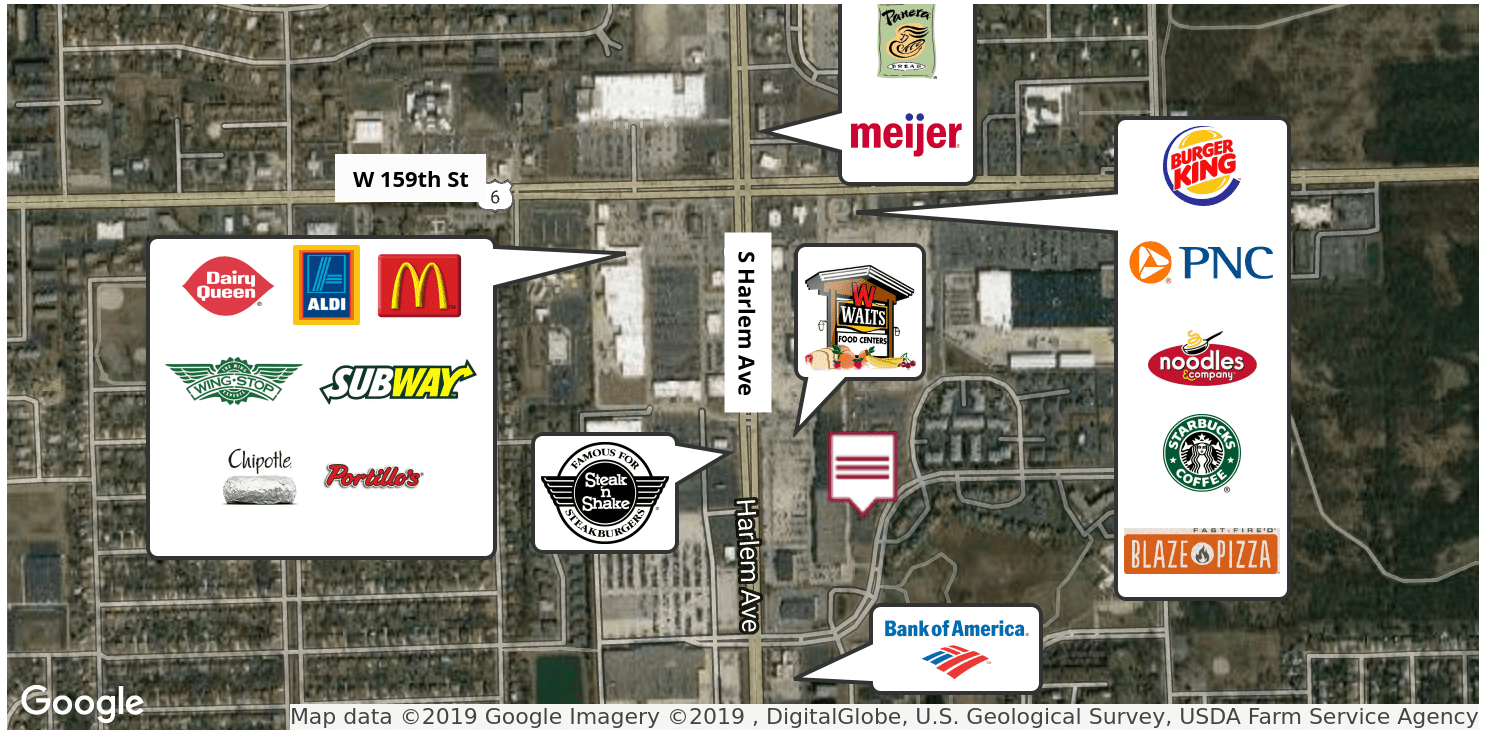 Panera
BREAD
meijer
W 159th St
6
BURGER
KING
Dairy
Queen
ALDI
M
S Harlem Ave
W
WALTS
FOOD CENTERS
PNC
WING·STOP
SUBWAY
noodles
&company
Chipotle
Portillo's
FAMOUS FOR
Steak
n
Shake
STEAKBURGERS
STARBUCKS
COFFEE
Harlem Ave
FAST-FIRE'D
BLAZE PIZZA
Bank of America
Google
Map data ©2019 Google Imagery ©2019 , DigitalGlobe, U.S. Geological Survey, USDA Farm Service Agency